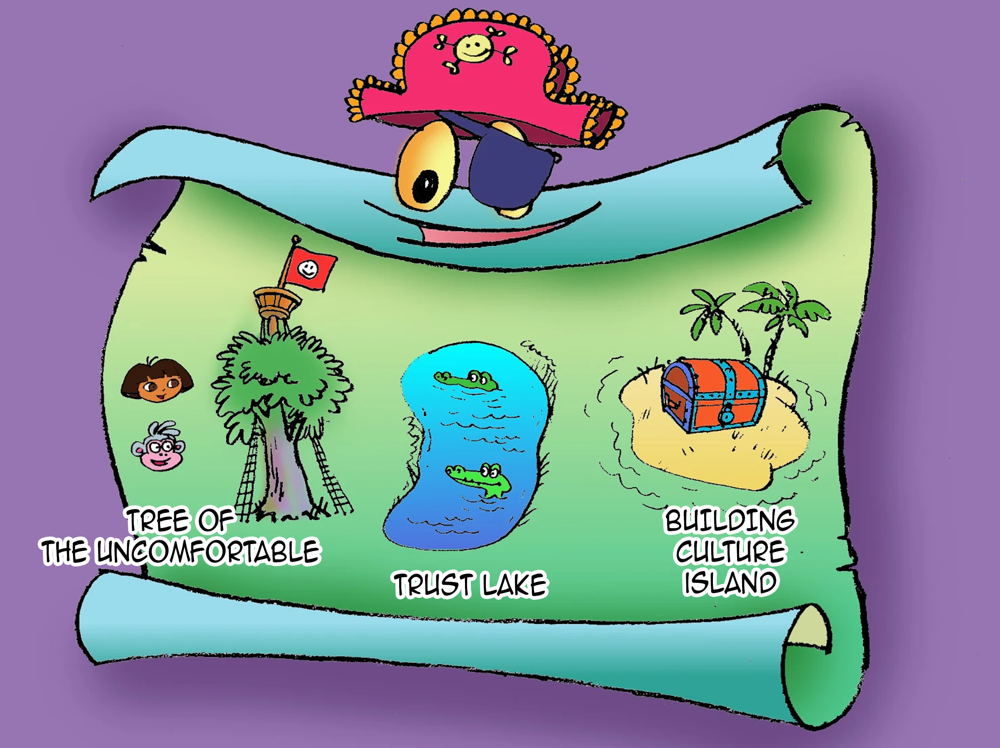 TREE OF
THE UNCOMFORTABLE
TRUST LAKE
BUILDING
CULTURE
ISLAND